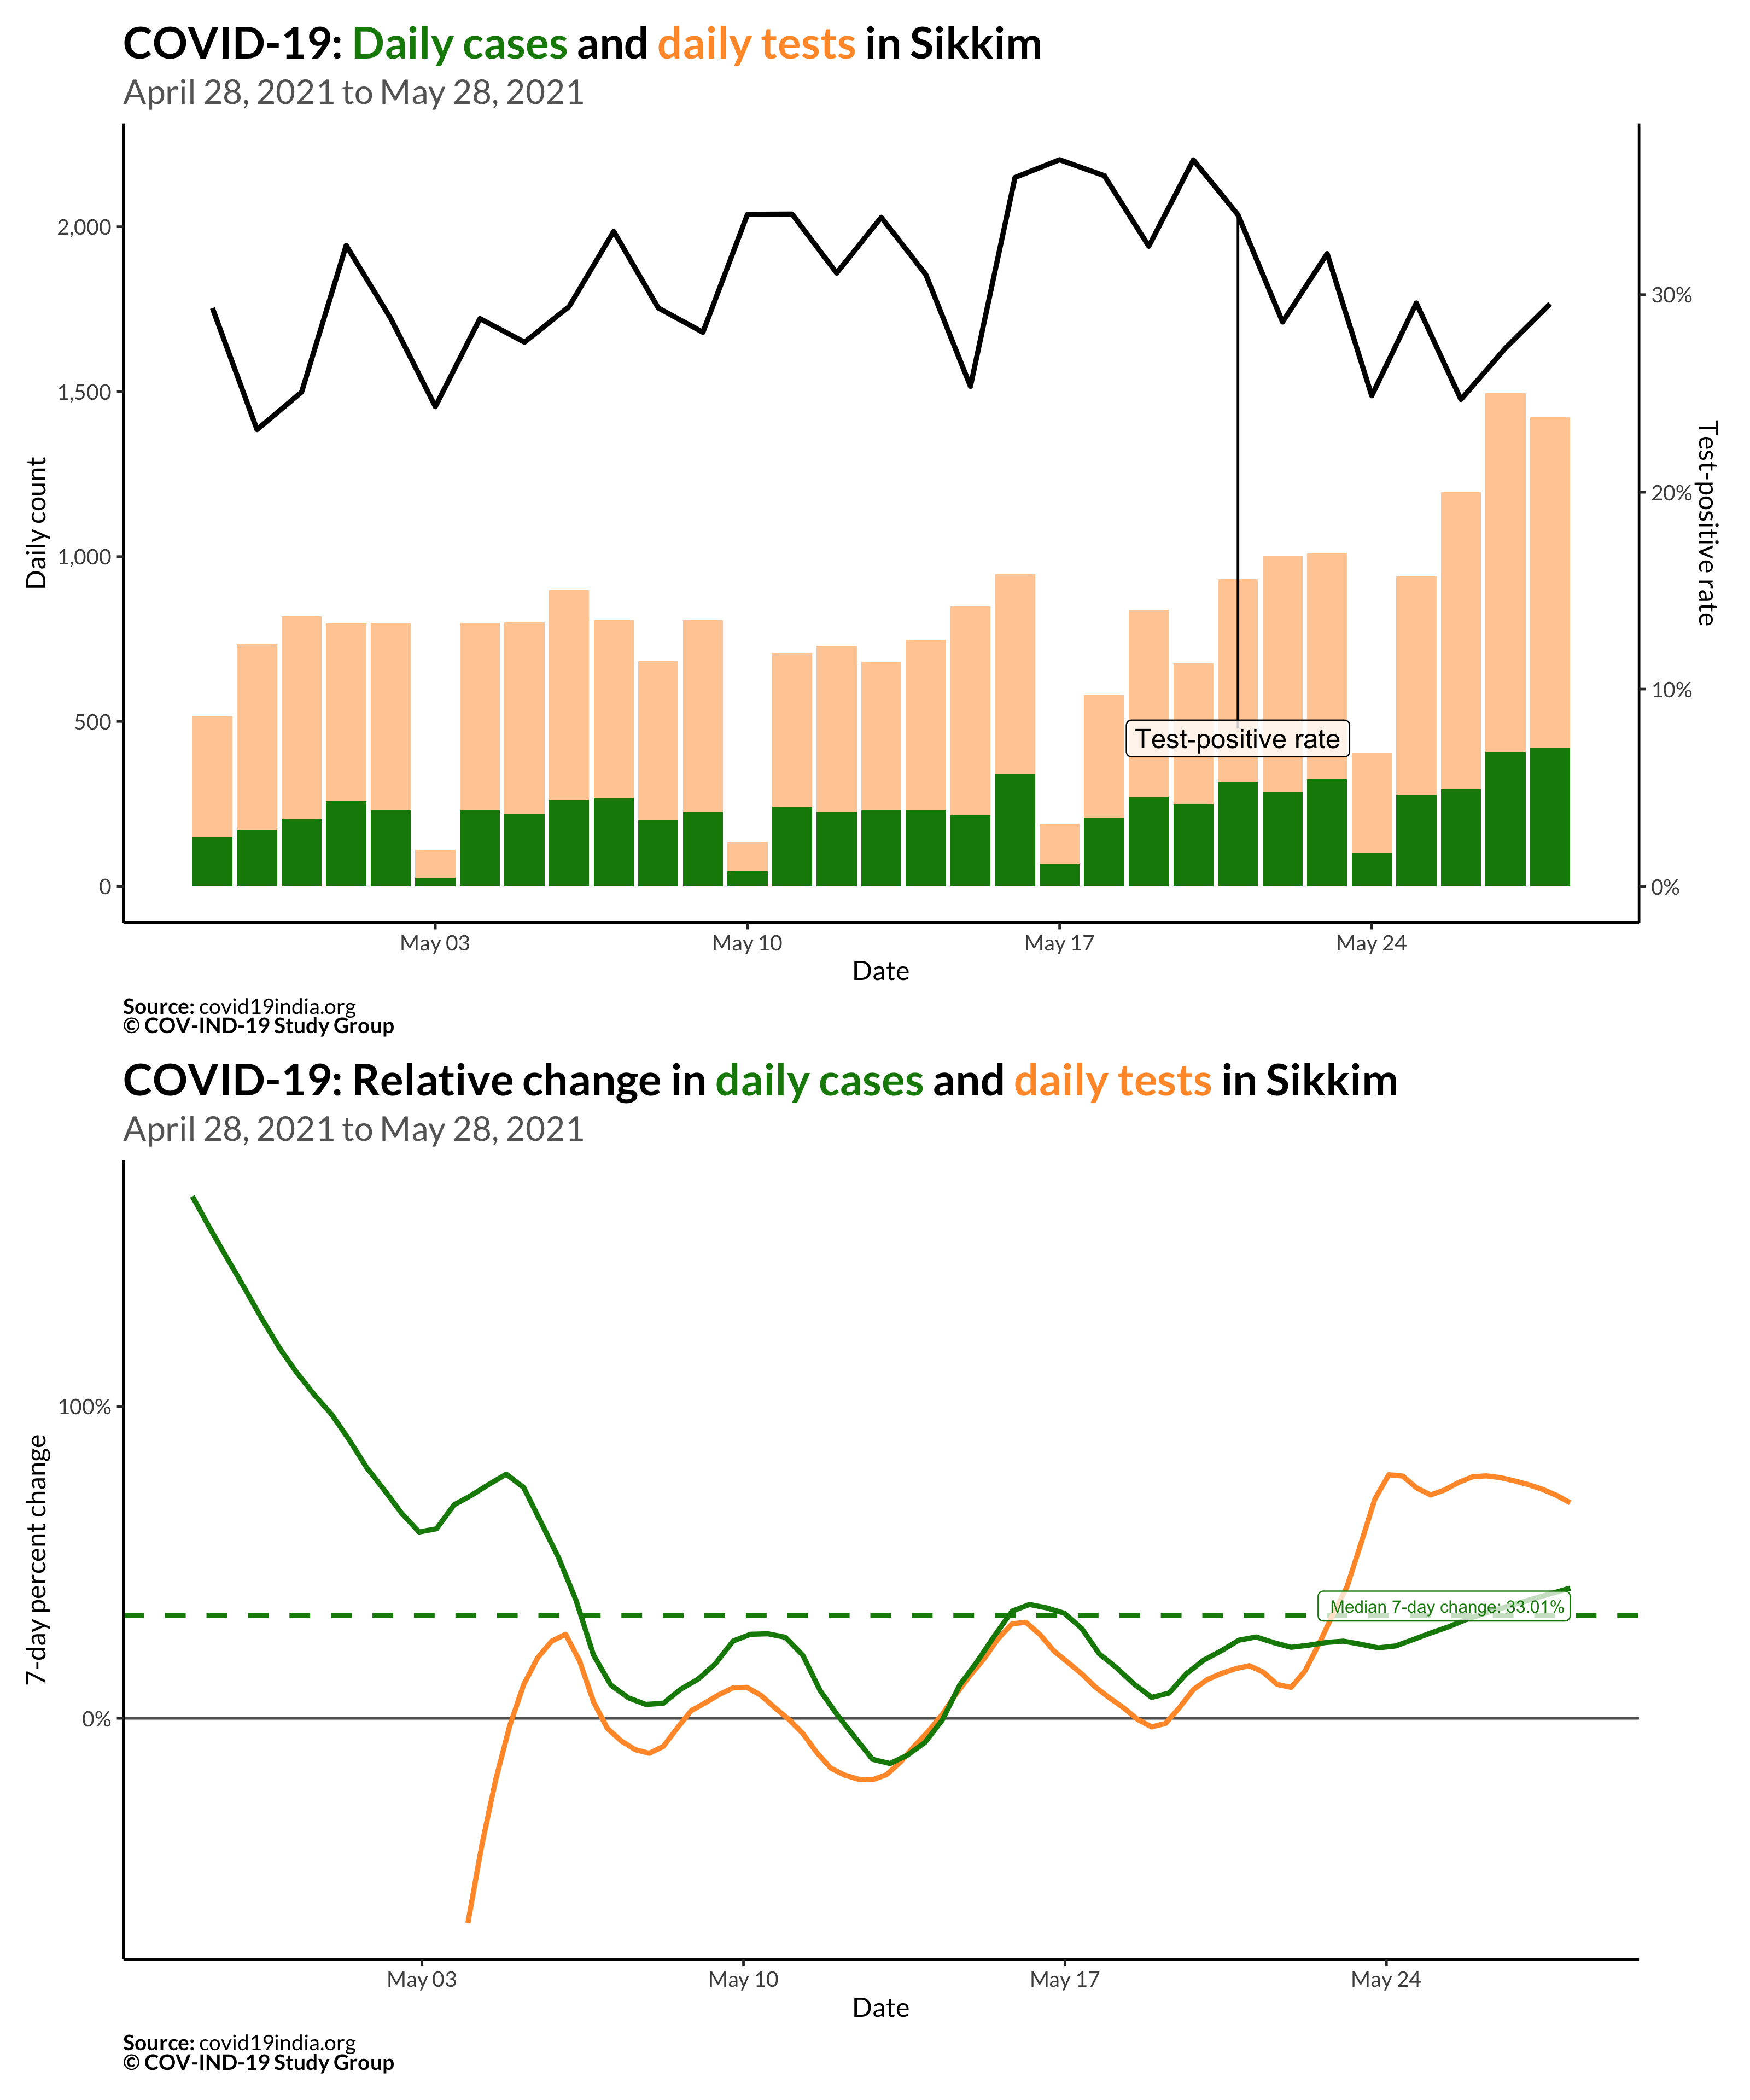 COVID-19: Daily cases and daily tests in Sikkim
April 28, 2021 to May 28, 2021
2,000
1,500
1,000
500
0
Daily count
30%
20%
10%
0%
Test-positive rate
Test-positive rate
May 03
May 10
May 17
May 24
Date
Source: covid19india.org
© COV-IND-19 Study Group
COVID-19: Relative change in daily cases and daily tests in Sikkim
April 28, 2021 to May 28, 2021
100%
0%
7-day percent change
Median 7-day change: 33.01%
May 03
May 10
May 17
May 24
Date
Source: covid19india.org
© COV-IND-19 Study Group